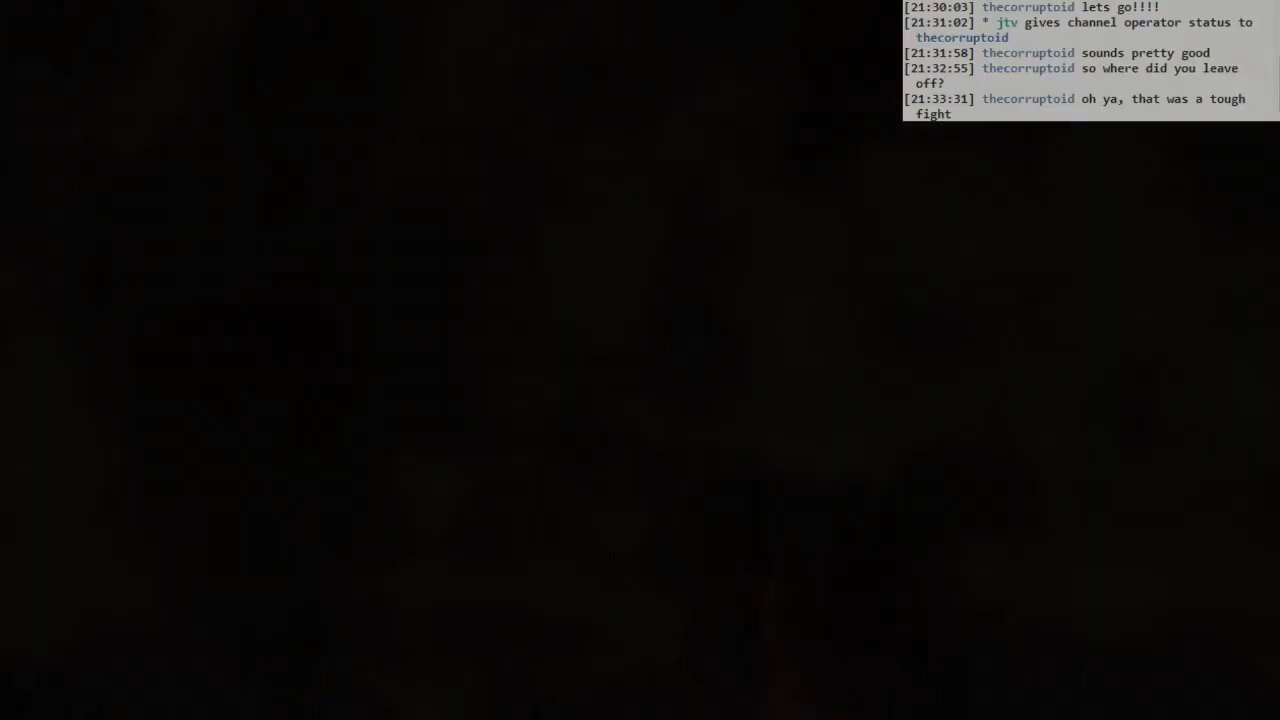 [21:30:03] thecorruptoid lets go!!!!
[21:31:02] * jtv gives channel operator status to
thecorruptoid
[21:31:58] thecorruptoid sounds pretty good
[21:32:55] thecorruptoid so where did you leave
off?
[21:33:31] thecorruptoid oh ya, that was a tough
fight